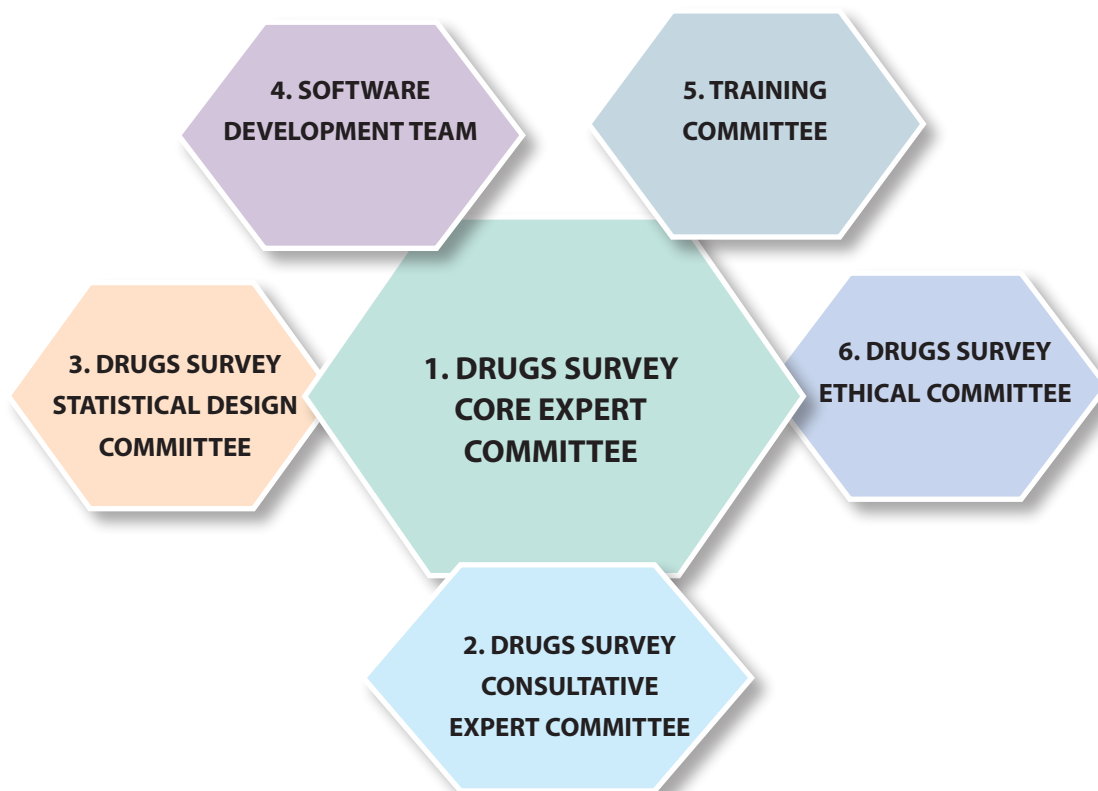 4. SOFTWARE
DEVELOPMENT TEAM
5. TRAINING
COMMITTEE
3. DRUGS SURVEY
STATISTICAL DESIGN
COMMIITTEE
1. DRUGS SURVEY
CORE EXPERT
COMMITTEE
6. DRUGS SURVEY
ETHICAL COMMITTEE
2. DRUGS SURVEY
CONSULTATIVE
EXPERT COMMITTEE